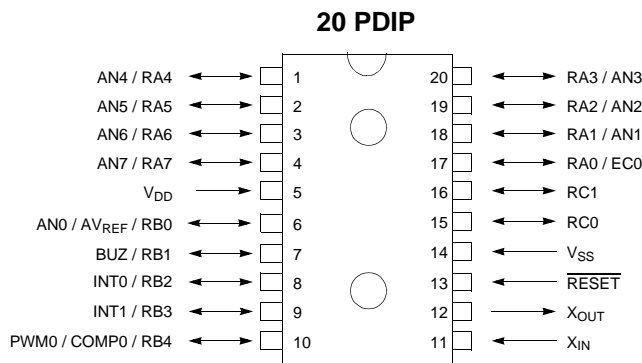 20 PDIP
AN4 / RA4 1 20 RA3 / AN3
AN5 / RA5 2 19 RA2 / AN2
AN6 / RA6 3 18 RA1 / AN1
AN7 / RA7 4 17 RA0 / EC0
VDD 5 16 RC1
AN0 / AVREF / RB0 6 15 RC0
BUZ / RB1 7 14 VSS
INT0 / RB2 8 13 RESET
INT1 / RB3 9 12 XOUT
PWM0 / COMP0 / RB4 10 11 XIN